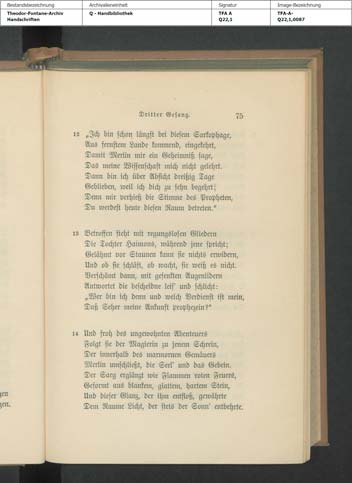 Bestandsbezeichnung Archivalieneinheit Signatur Image-Bezeichnung
Theodor-Fontane-Archiv Q - Handbibliothek TFA A TFA-A-
Handschriften Q22,1 Q22,1,0087
Dritter Gesang. 75
12 „Ich bin schon längst bei diesem Sarkophage,
Aus fernstem Lande kommend, eingekehrt,
Damit Merlin mir ein Geheimniß sage,
Das meine Wissenschaft mich nicht gelehrt.
Dann bin ich über Absicht dreißig Tage
Geblieben, weil ich dich zu sehn begehrt;
Denn mir verhieß die Stimme des Propheten,
Du werdest heute diesen Raum betreten.“
13 Betroffen steht mit regungslosen Gliedern
Die Tochter Haimons, während jene spricht;
Gelähmt vor Staunen kann sie nichts erwidern,
Und ob sie schläft, ob wacht, sie weiß es nicht.
Verschämt dann, mit gesenkten Augenlidern
Antwortet die bescheidne leis' und schlicht:
„Wer bin ich denn und welch Verdienst ist mein,
Daß Seher meine Ankunft prophezein?“
14 Und froh des ungewohnten Abenteuers
Folgt sie der Magierin zu jenem Schrein,
Der innerhalb des marmornen Gemäuers
Merlin umschließt, die Seel' und das Gebein.
Der Sarg erglänzt wie Flammen roten Feuers,
Geformt aus blankem, glattem, hartem Stein,
Und dieser Glanz, der ihm entfloß, gewährte
Dem Raume Licht, der stets der Sonn' entbehrte.